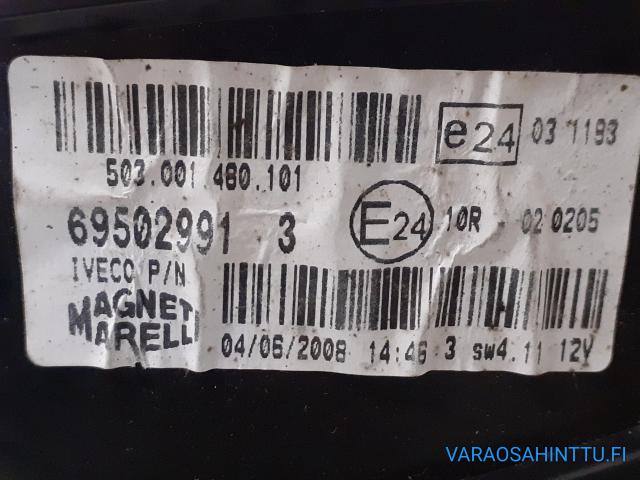 e24 03 1193
503.001 480.101
69502991 3 E24 10R - 02 0205
IVECO P/N
MAGNETI MARELLI
04/06/2008 14:46 3 sw4.11 12V
VARAOSAHINTTU.FI